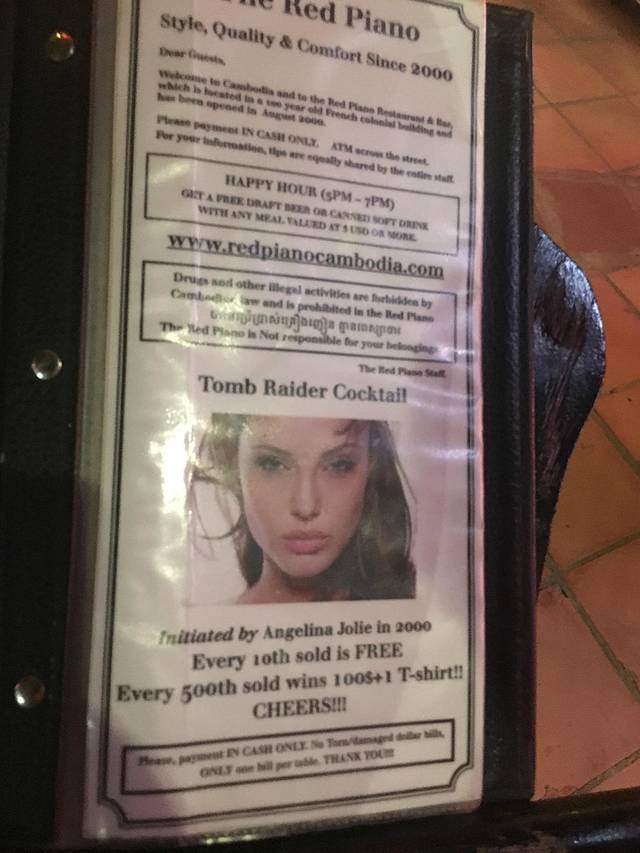 The Red Piano
Style, Quality & Comfort Since 2000
Dear Guests,
Welcome to Cambodia and to the Red Piano Restaurant & Bar,
which is located in a 100 year old French colonial building and
has been opened in August 2000.
Please payment IN CASH ONLY. ATM across the street.
For your information, tips are equally shared by the entire staff.
HAPPY HOUR (5PM – 7PM)
GET A FREE DRAFT BEER OR CANNED SOFT DRINK
WITH ANY MEAL VALUED AT 5 USD OR MORE.
www.redpianocambodia.com
Drugs and other illegal activities are forbidden by
Cambodian law and is prohibited in the Red Piano
The Red Piano is Not responsible for your belongings.
The Red Piano Staff.
Tomb Raider Cocktail
Initiated by Angelina Jolie in 2000
Every 10th sold is FREE
Every 500th sold wins 100$+1 T-shirt!!
CHEERS!!!
Please, payment IN CASH ONLY. No Torn/damaged dollar bills,
ONLY one bill per table. THANK YOU!!!